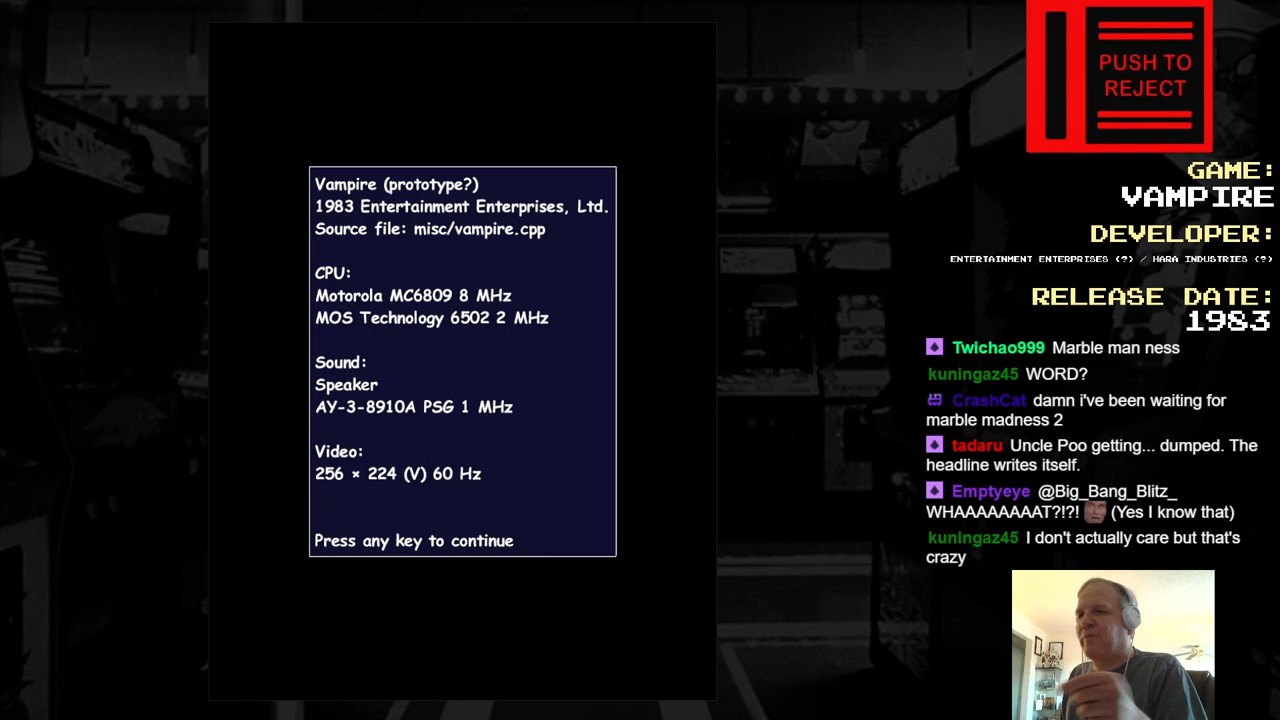 Vampire (prototype?)
1983 Entertainment Enterprises, Ltd.
Source file: misc/vampire.cpp
CPU:
Motorola MC6809 8 MHz
MOS Technology 6502 2 MHz
Sound:
Speaker
AY-3-8910A PSG 1 MHz
Video:
256 × 224 (V) 60 Hz
Press any key to continue
PUSH TO
REJECT
GAME:
VAMPIRE
DEVELOPER:
ENTERTAINMENT ENTERPRISES (?) / HARA INDUSTRIES (?)
RELEASE DATE:
1983
Twichao999 Marble man ness
kuningaz45 WORD?
CrashCat damn i've been waiting for
marble madness 2
tadaru Uncle Poo getting... dumped. The
headline writes itself.
Emptyeye @Big_Bang_Blitz_
WHAAAAAAAAT?!?! (Yes I know that)
kuningaz45 I don't actually care but that's
crazy